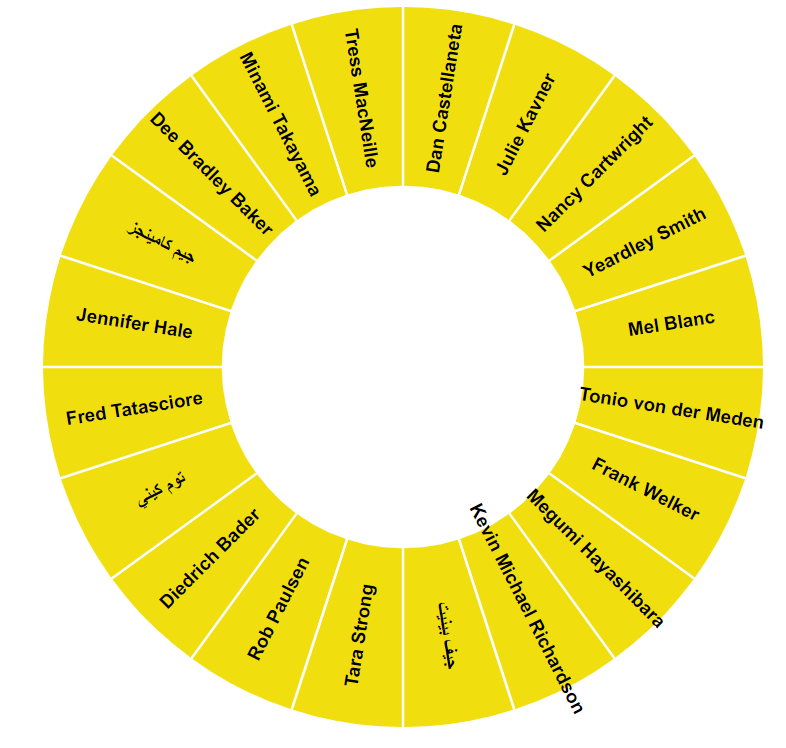 Dan Castellaneta
Julie Kavner
Nancy Cartwright
Yeardley Smith
Mel Blanc
Tonio von der Meden
Frank Welker
Megumi Hayashibara
Kevin Michael Richardson
جيف بينيت
Tara Strong
Rob Paulsen
Diedrich Bader
توم كيني
Fred Tatasciore
Jennifer Hale
جيم كامينجز
Dee Bradley Baker
Minami Takayama
Tress MacNeille